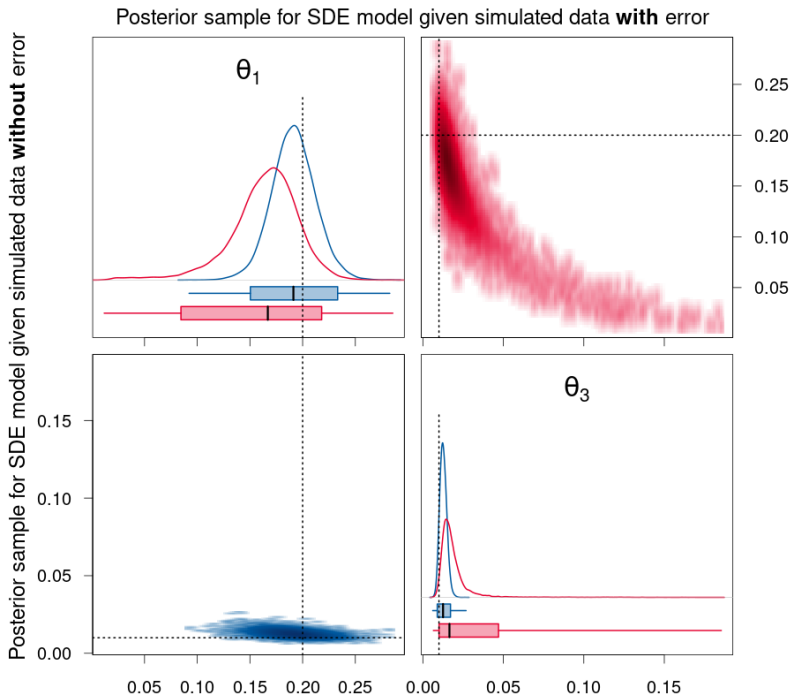 Posterior sample for SDE model given simulated data with error
Posterior sample for SDE model given simulated data without error
θ1
0.25
0.20
0.15
0.10
0.05
0.15
0.10
0.05
0.00
θ3
0.05 0.10 0.15 0.20 0.25
0.00 0.05 0.10 0.15